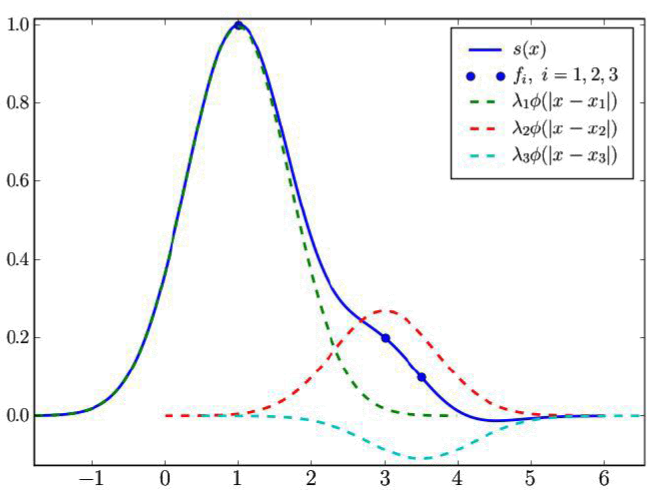 1.0
0.8
0.6
0.4
0.2
0.0
−1 0 1 2 3 4 5 6
s(x)
f_i, i = 1, 2, 3
λ₁ϕ(|x − x₁|)
λ₂ϕ(|x − x₂|)
λ₃ϕ(|x − x₃|)